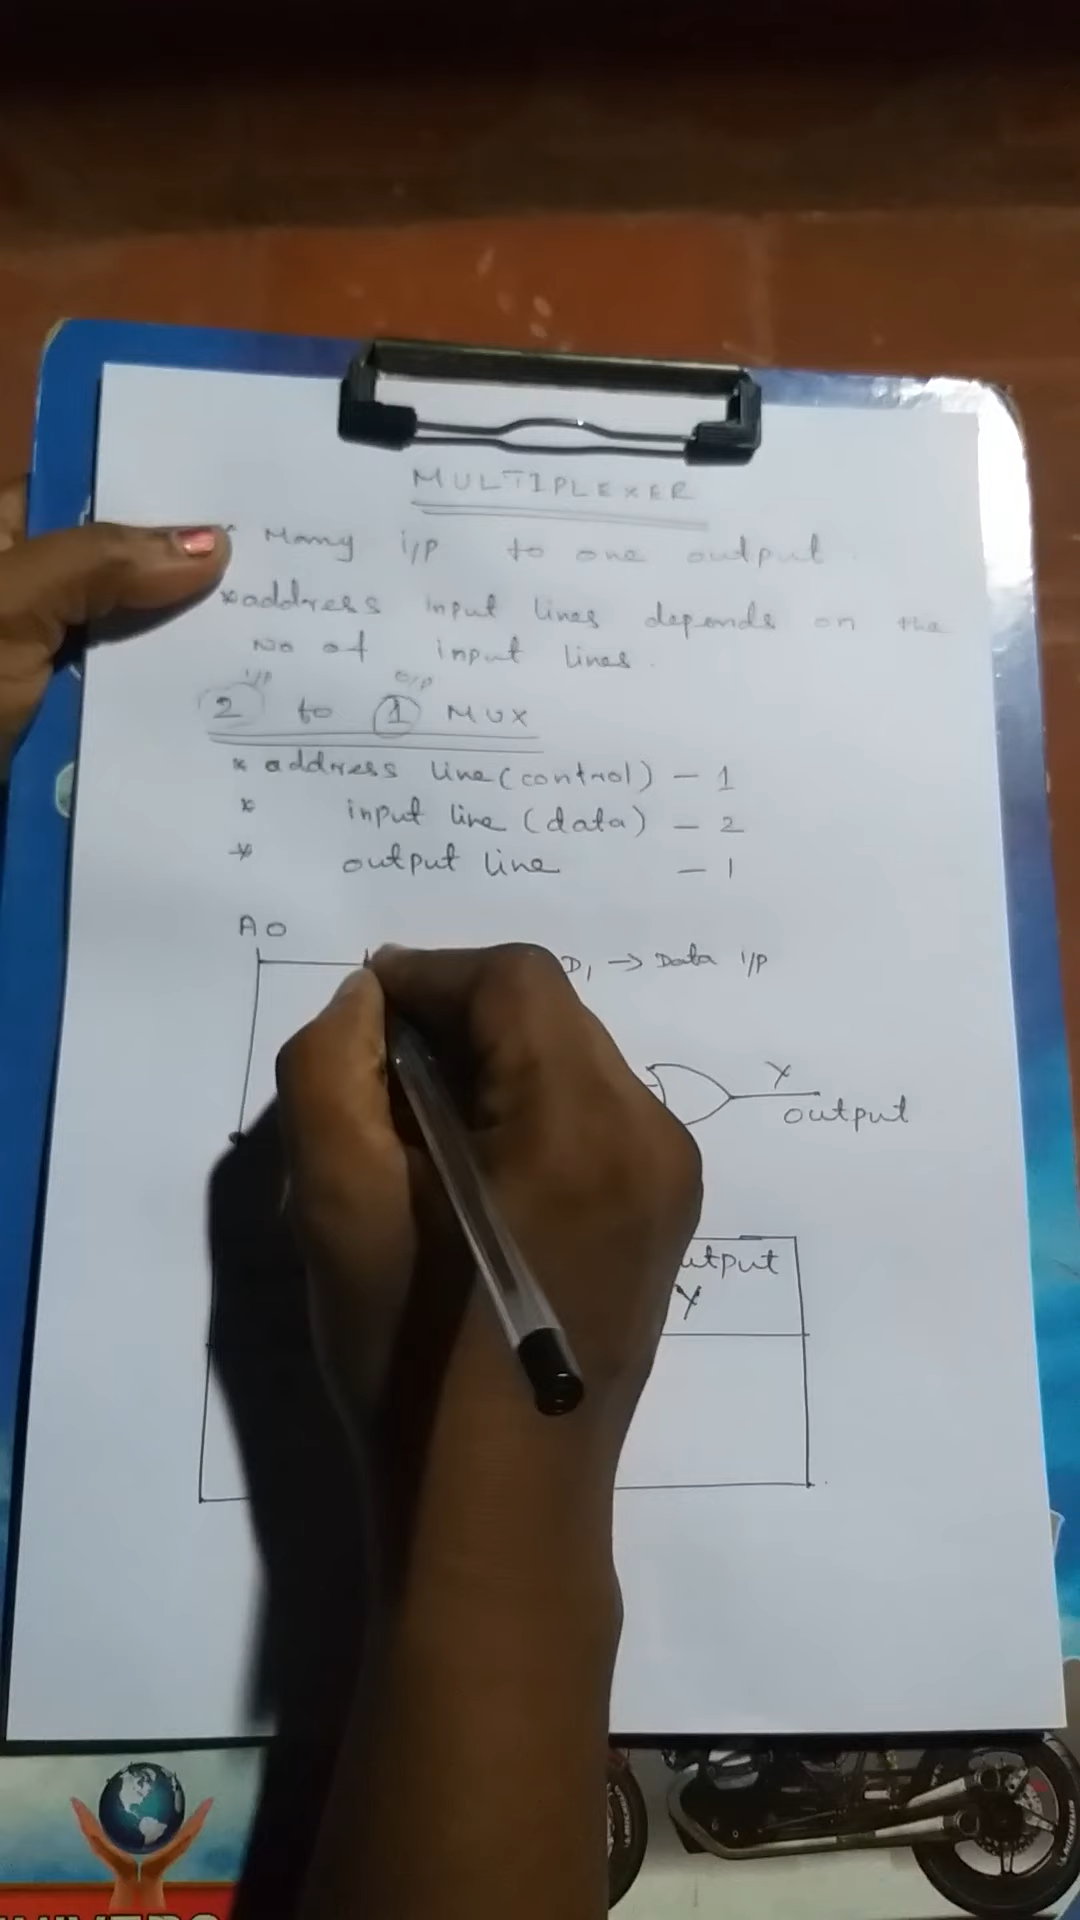 MULTIPLEXER
* Many i/p to one output.
*address input lines depends on the
No of input lines.
i/p o/p
2 to 1 MUX
* address line (control) - 1
* input line (data) - 2
* output line - 1
A0
D1 → Data i/p
Y
output
utput
Y
MICHELIN